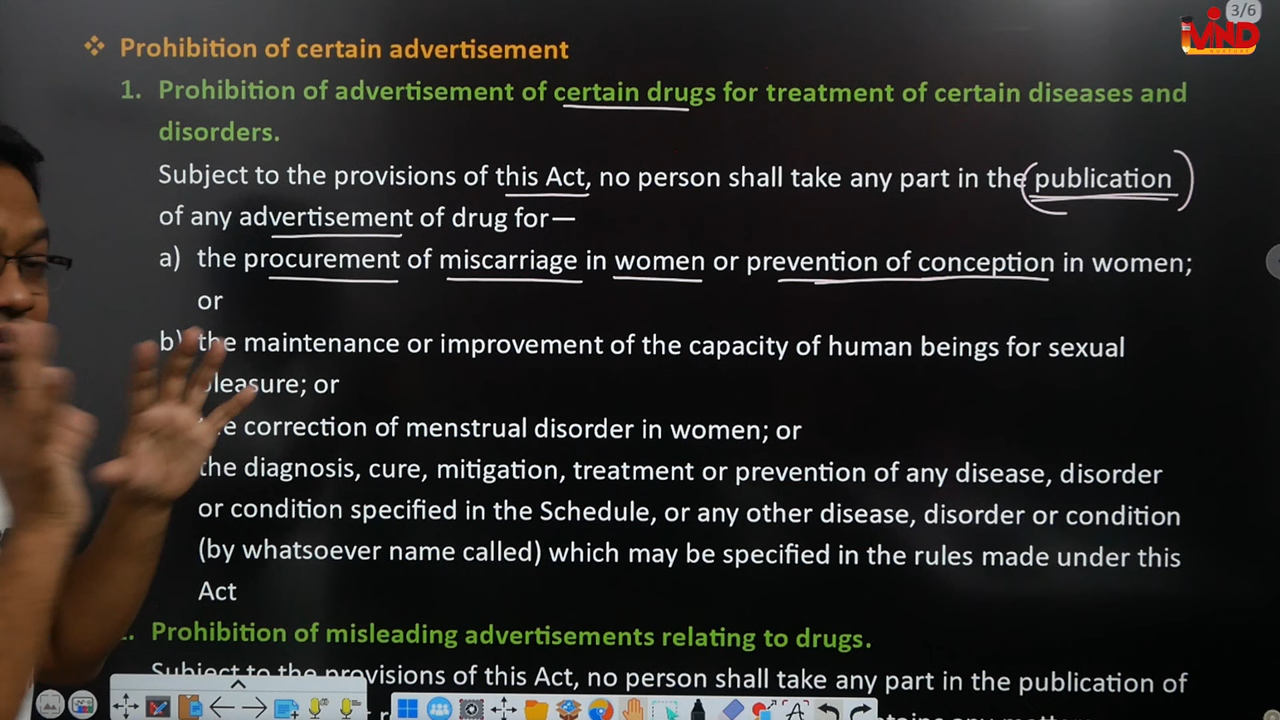 3/6
MIND
❖ Prohibition of certain advertisement
1. Prohibition of advertisement of certain drugs for treatment of certain diseases and
disorders.
Subject to the provisions of this Act, no person shall take any part in the publication
of any advertisement of drug for—
a) the procurement of miscarriage in women or prevention of conception in women;
or
b) the maintenance or improvement of the capacity of human beings for sexual
pleasure; or
correction of menstrual disorder in women; or
the diagnosis, cure, mitigation, treatment or prevention of any disease, disorder
or condition specified in the Schedule, or any other disease, disorder or condition
(by whatsoever name called) which may be specified in the rules made under this
Act
Prohibition of misleading advertisements relating to drugs.
Subject to the provisions of this Act, no person shall take any part in the publication of